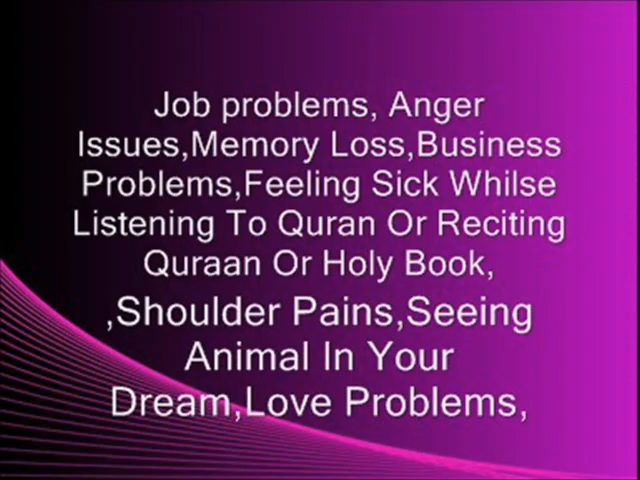 Job problems, Anger
Issues,Memory Loss,Business
Problems,Feeling Sick Whilse
Listening To Quran Or Reciting
Quraan Or Holy Book,
,Shoulder Pains,Seeing
Animal In Your
Dream,Love Problems,